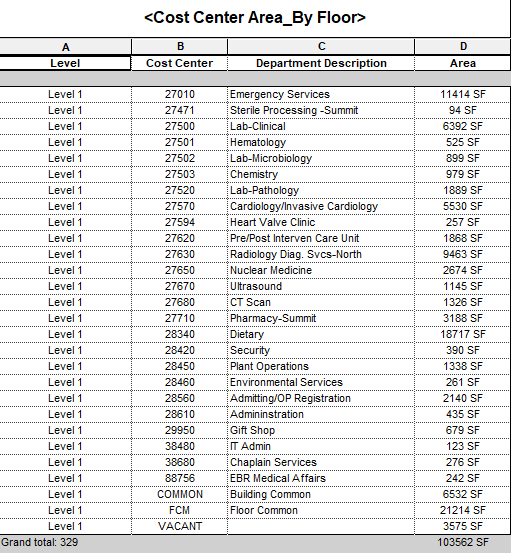 <Cost Center Area_By Floor>
A B C D
Level Cost Center Department Description Area
Level 1 27010 Emergency Services 11414 SF
Level 1 27471 Sterile Processing -Summit 94 SF
Level 1 27500 Lab-Clinical 6392 SF
Level 1 27501 Hematology 525 SF
Level 1 27502 Lab-Microbiology 899 SF
Level 1 27503 Chemistry 979 SF
Level 1 27520 Lab-Pathology 1889 SF
Level 1 27570 Cardiology/Invasive Cardiology 5530 SF
Level 1 27594 Heart Valve Clinic 257 SF
Level 1 27620 Pre/Post Interven Care Unit 1868 SF
Level 1 27630 Radiology Diag. Svcs-North 9463 SF
Level 1 27650 Nuclear Medicine 2674 SF
Level 1 27670 Ultrasound 1145 SF
Level 1 27680 CT Scan 1326 SF
Level 1 27710 Pharmacy-Summit 3188 SF
Level 1 28340 Dietary 18717 SF
Level 1 28420 Security 390 SF
Level 1 28450 Plant Operations 1338 SF
Level 1 28460 Environmental Services 261 SF
Level 1 28560 Admitting/OP Registration 2140 SF
Level 1 28610 Admininstration 435 SF
Level 1 29950 Gift Shop 679 SF
Level 1 38480 IT Admin 123 SF
Level 1 38680 Chaplain Services 276 SF
Level 1 88756 EBR Medical Affairs 242 SF
Level 1 COMMON Building Common 6532 SF
Level 1 FCM Floor Common 21214 SF
Level 1 VACANT 3575 SF
Grand total: 329 103562 SF